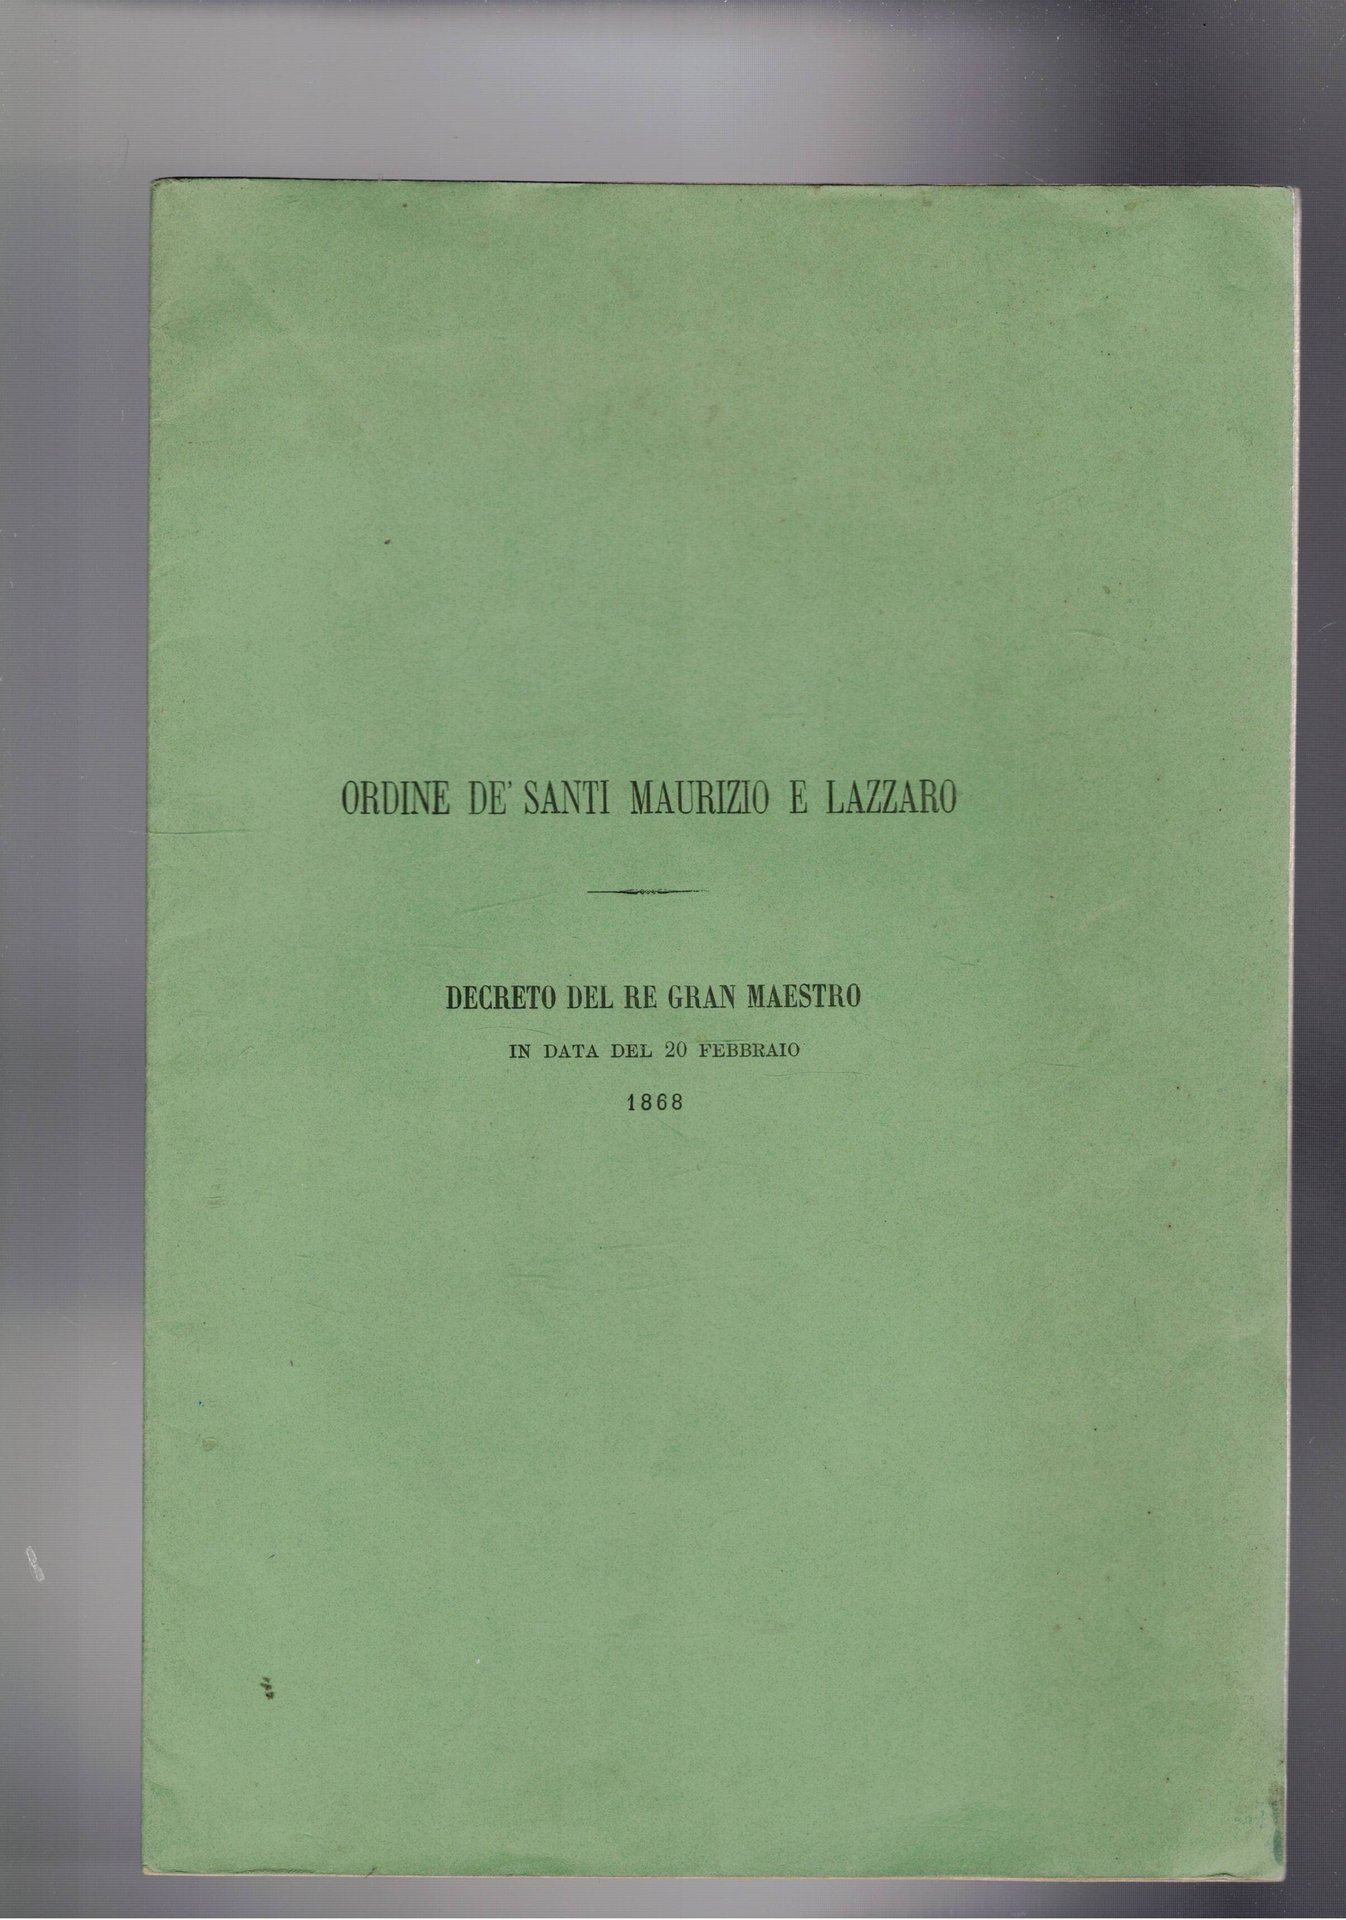 ORDINE DE' SANTI MAURIZIO E LAZZARO
DECRETO DEL RE GRAN MAESTRO
IN DATA DEL 20 FEBBRAIO
1868